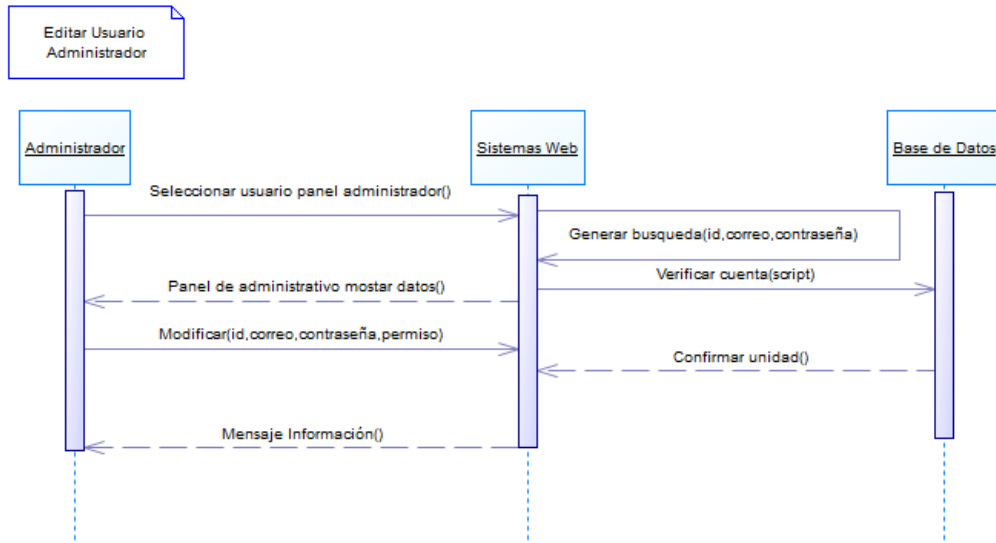 Editar Usuario
Administrador
Administrador
Sistemas Web
Base de Datos
Seleccionar usuario panel administrador()
Generar busqueda(id,correo,contraseña)
Verificar cuenta(script)
Panel de administrativo mostar datos()
Modificar(id,correo,contraseña,permiso)
Confirmar unidad()
Mensaje Información()